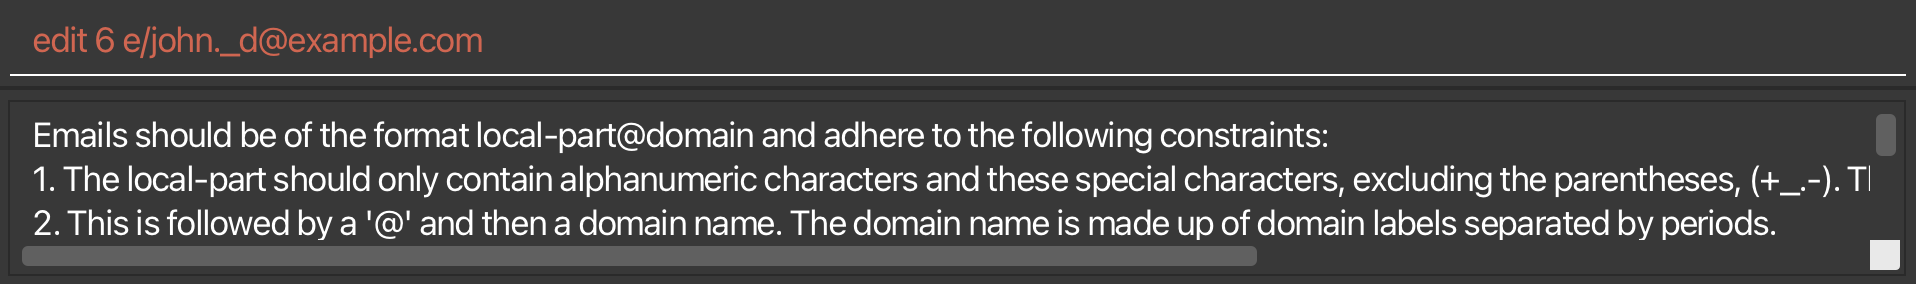 edit 6 e/john._d@example.com
Emails should be of the format local-part@domain and adhere to the following constraints:
1. The local-part should only contain alphanumeric characters and these special characters, excluding the parentheses, (+_.-).
2. This is followed by a '@' and then a domain name. The domain name is made up of domain labels separated by periods.